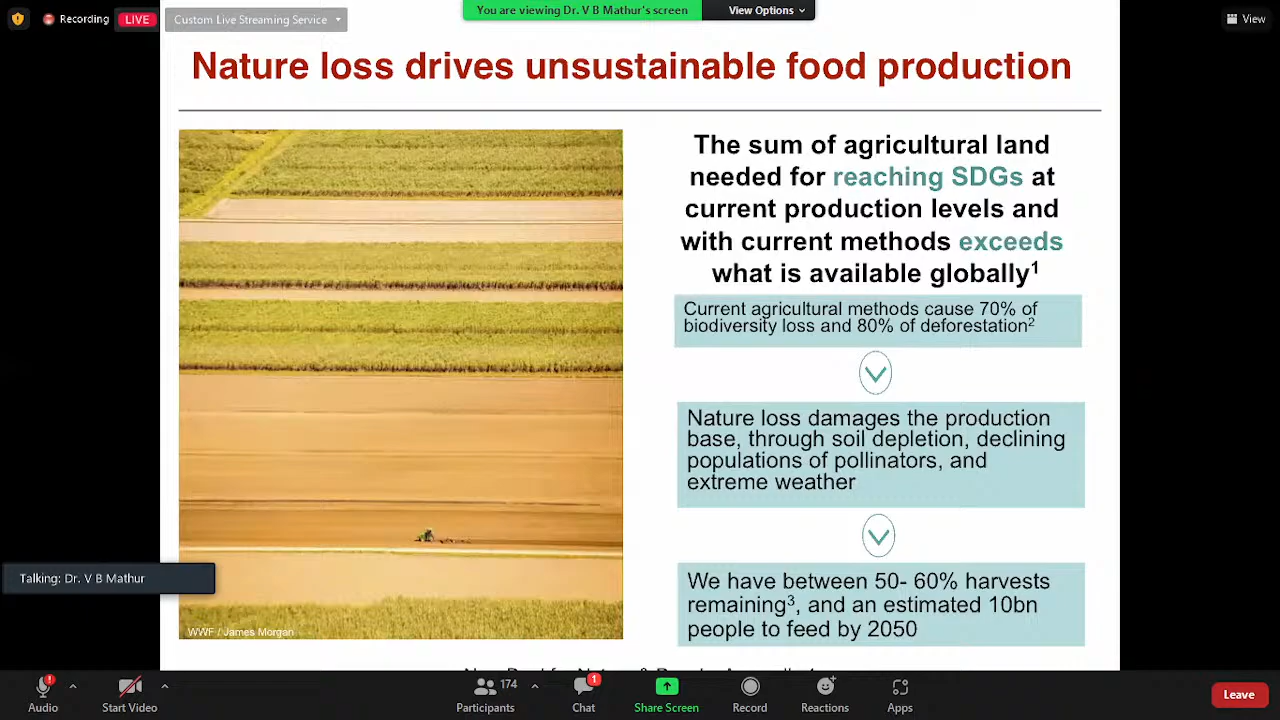 Recording
LIVE
Custom Live Streaming Service
You are viewing Dr. V B Mathur's screen
View Options
View
Nature loss drives unsustainable food production
The sum of agricultural land
needed for reaching SDGs at
current production levels and
with current methods exceeds
what is available globally1
Current agricultural methods cause 70% of
biodiversity loss and 80% of deforestation2
Nature loss damages the production
base, through soil depletion, declining
populations of pollinators, and
extreme weather
We have between 50- 60% harvests
remaining3, and an estimated 10bn
people to feed by 2050
Talking: Dr. V B Mathur
WWF / James Morgan
Audio
Start Video
Participants
174
Chat
1
Share Screen
Record
Reactions
Apps
Leave